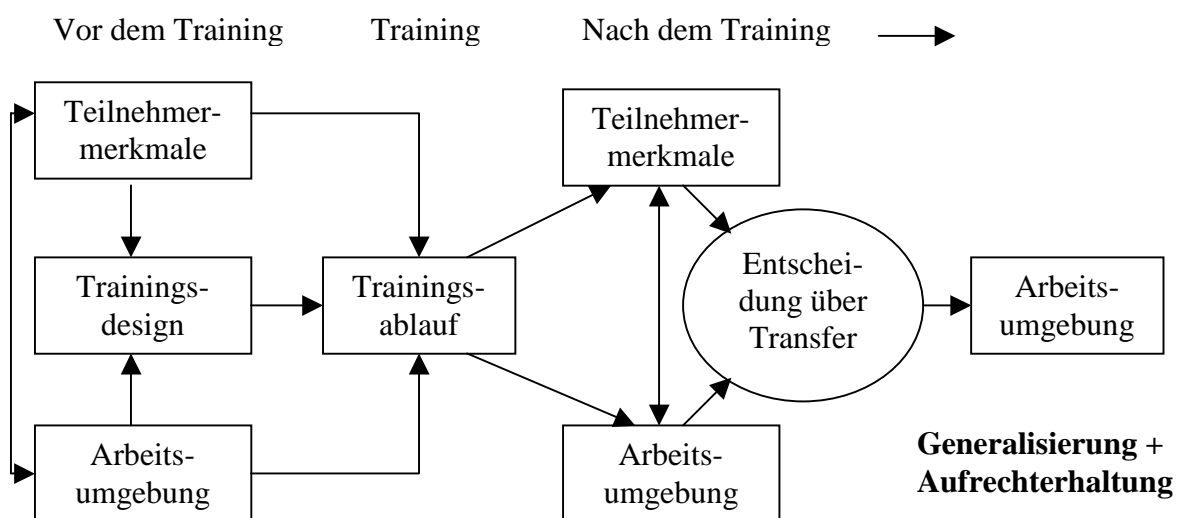 Vor dem Training Training Nach dem Training
Teilnehmer-
merkmale
Trainings-
design
Arbeits-
umgebung
Trainings-
ablauf
Teilnehmer-
merkmale
Arbeits-
umgebung
Entschei-
dung über
Transfer
Arbeits-
umgebung
Generalisierung +
Aufrechterhaltung